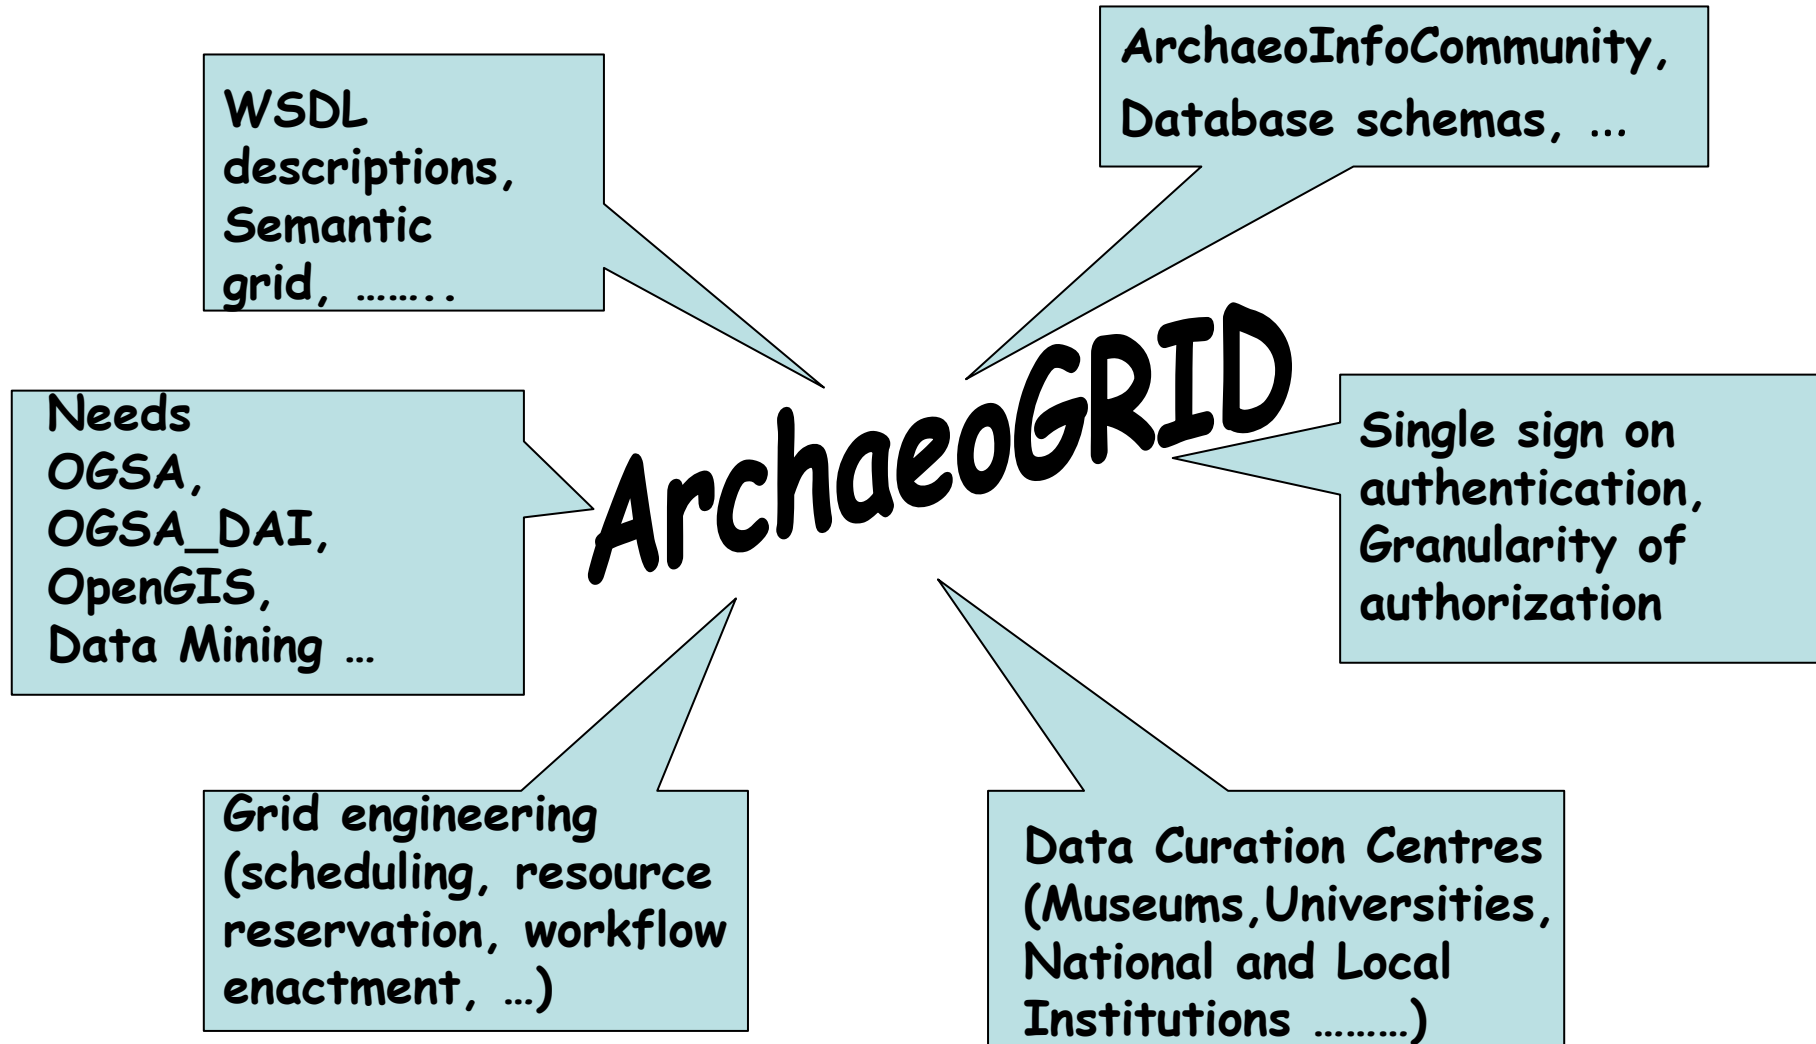 WSDL
descriptions,
Semantic
grid, ……..
ArchaeoInfoCommunity,
Database schemas, ...
ArchaeoGRID
Needs
OGSA,
OGSA_DAI,
OpenGIS,
Data Mining …
Single sign on
authentication,
Granularity of
authorization
Grid engineering
(scheduling, resource
reservation, workflow
enactment, …)
Data Curation Centres
(Museums,Universities,
National and Local
Institutions ………)